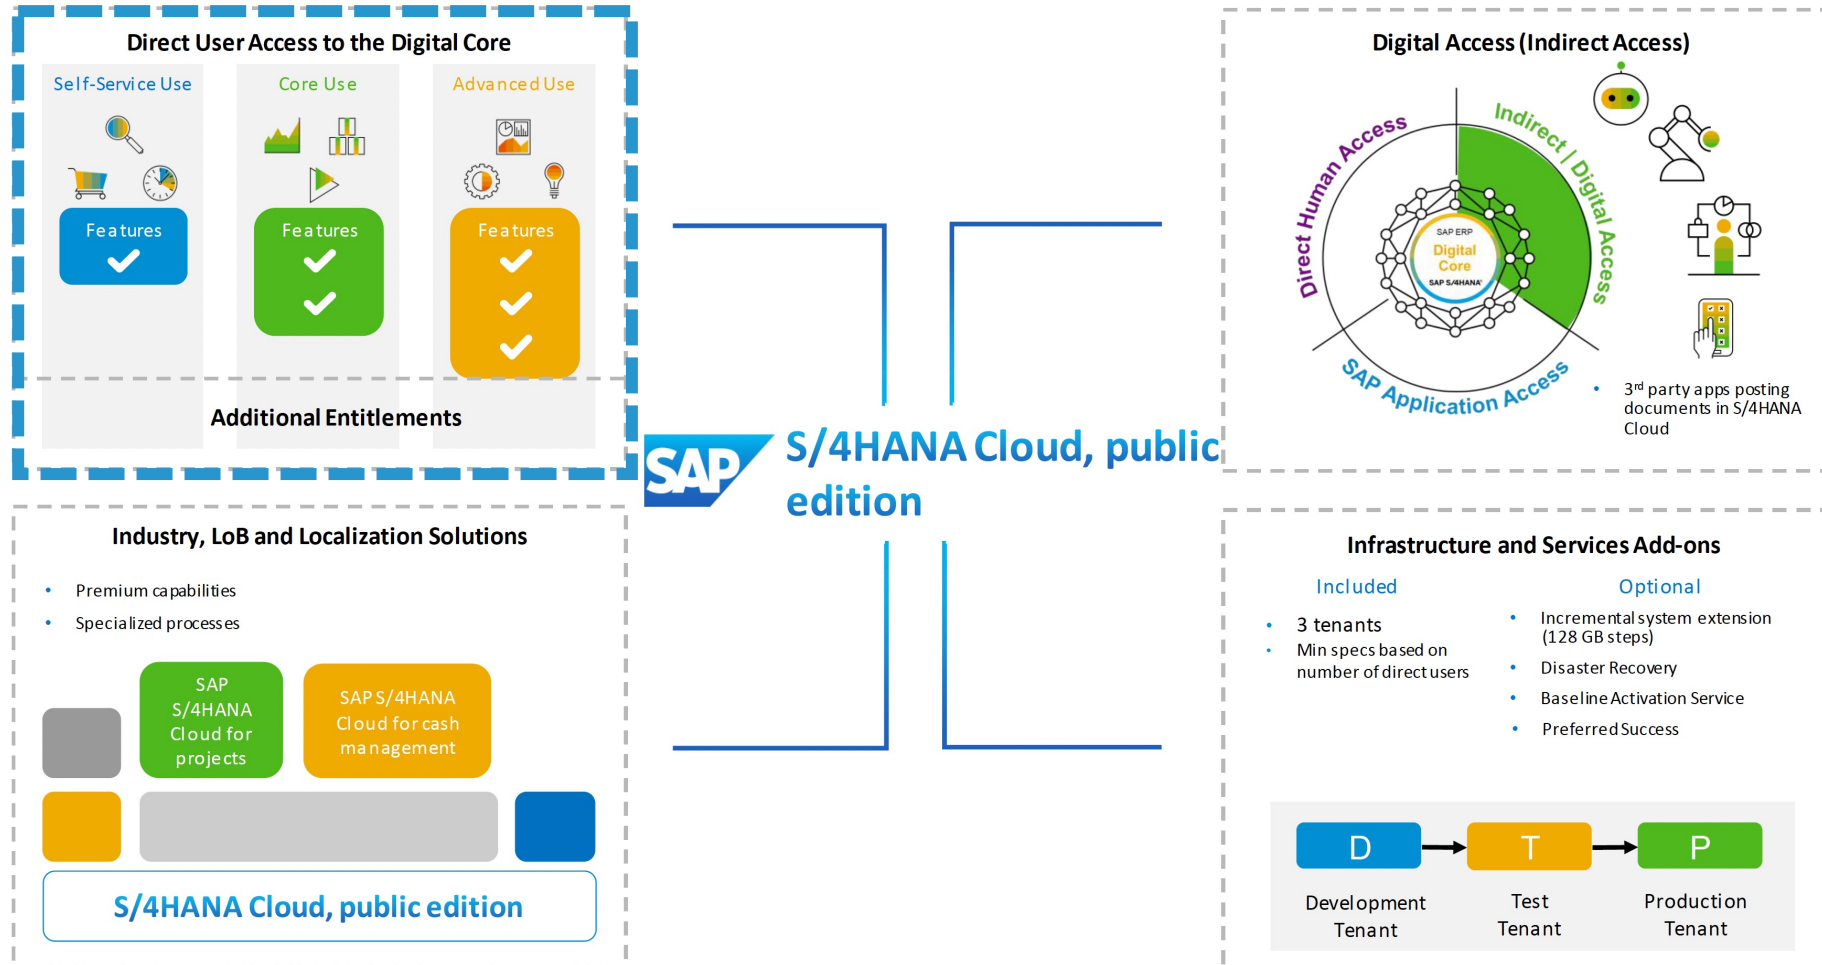 Direct User Access to the Digital Core
Self-Service Use
Core Use
Advanced Use
Features
Features
Features
Additional Entitlements
Digital Access (Indirect Access)
Direct Human Access
Indirect | Digital Access
SAP Application Access
SAP ERP
Digital
Core
SAP S/4HANA®
• 3rd party apps posting
documents in S/4HANA
Cloud
SAP
S/4HANA Cloud, public
edition
Industry, LoB and Localization Solutions
• Premium capabilities
• Specialized processes
SAP
S/4HANA
Cloud for
projects
SAP S/4HANA
Cloud for cash
management
S/4HANA Cloud, public edition
Infrastructure and Services Add-ons
Included
• 3 tenants
• Min specs based on
number of direct users
Optional
• Incremental system extension
(128 GB steps)
• Disaster Recovery
• Baseline Activation Service
• Preferred Success
D
T
P
Development
Tenant
Test
Tenant
Production
Tenant